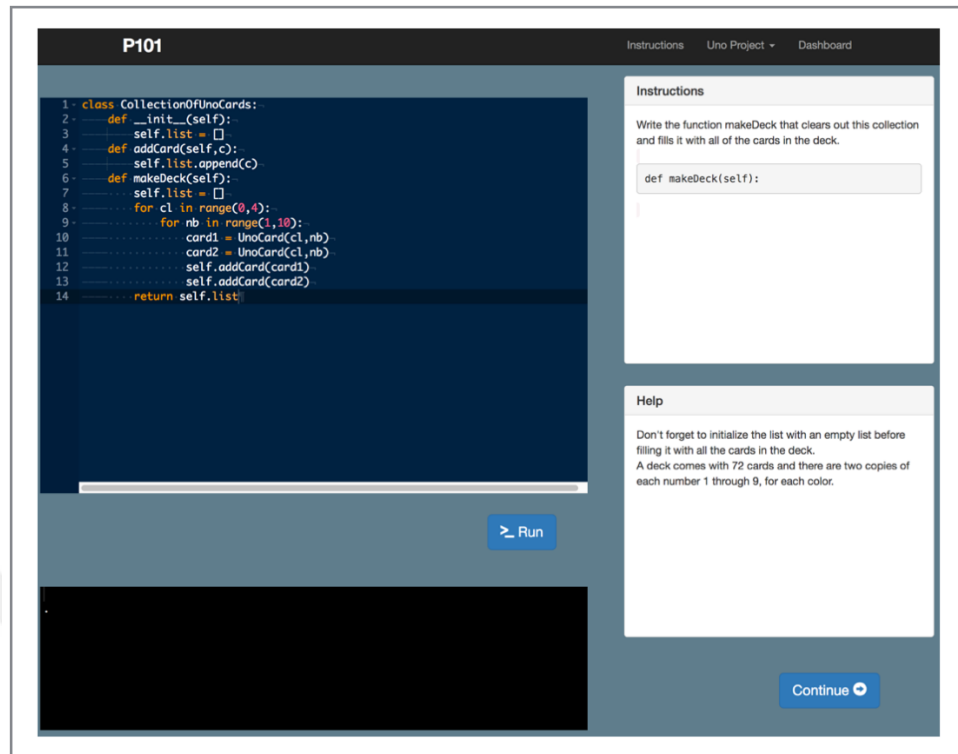 P101
Instructions Uno Project Dashboard
1 class CollectionOfUnoCards:
2 def __init__(self):
3 self.list = []
4 def addCard(self,c):
5 self.list.append(c)
6 def makeDeck(self):
7 self.list = []
8 for cl in range(0,4):
9 for nb in range(1,10):
10 card1 = UnoCard(cl,nb)
11 card2 = UnoCard(cl,nb)
12 self.addCard(card1)
13 self.addCard(card2)
14 return self.list
>_ Run
.
Instructions
Write the function makeDeck that clears out this collection
and fills it with all of the cards in the deck.
def makeDeck(self):
Help
Don't forget to initialize the list with an empty list before
filling it with all the cards in the deck.
A deck comes with 72 cards and there are two copies of
each number 1 through 9, for each color.
Continue